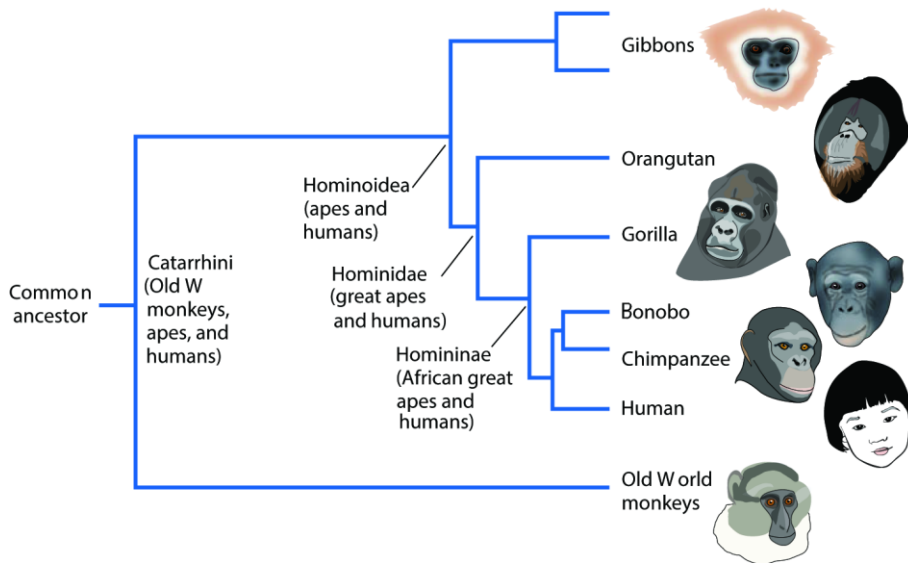 Gibbons
Orangutan
Hominoidea
(apes and
humans)
Gorilla
Catarrhini
(Old W
monkeys,
apes, and
humans)
Hominidae
(great apes
and humans)
Common
ancestor
Bonobo
Homininae
(African great
apes and
humans)
Chimpanzee
Human
Old World
monkeys